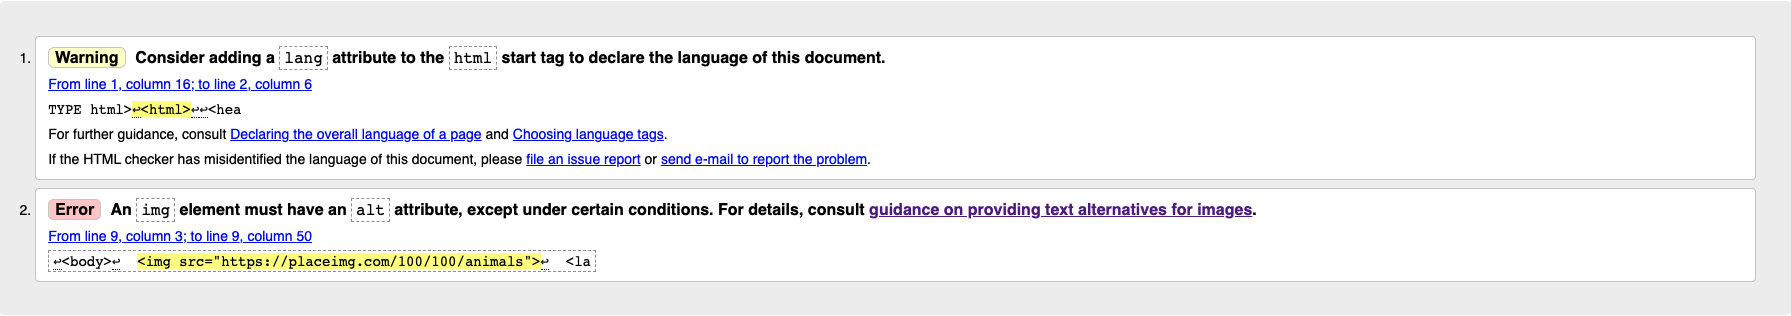 1. Warning Consider adding a lang attribute to the html start tag to declare the language of this document.
From line 1, column 16; to line 2, column 6
TYPE html>↩<html>↩↩<hea
For further guidance, consult Declaring the overall language of a page and Choosing language tags.
If the HTML checker has misidentified the language of this document, please file an issue report or send e-mail to report the problem.
2. Error An img element must have an alt attribute, except under certain conditions. For details, consult guidance on providing text alternatives for images.
From line 9, column 3; to line 9, column 50
↩<body>↩  <img src="https://placeimg.com/100/100/animals">↩  <la